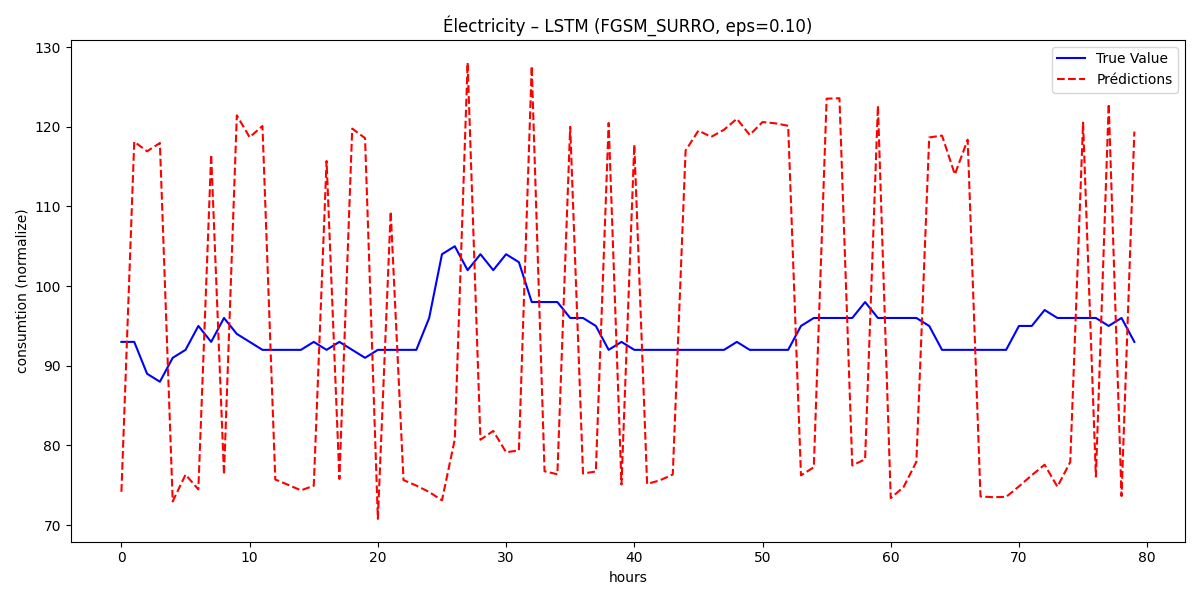 Électricity – LSTM (FGSM_SURRO, eps=0.10)
True Value
Prédictions
consumtion (normalize)
130
120
110
100
90
80
70
0 10 20 30 40 50 60 70 80
hours